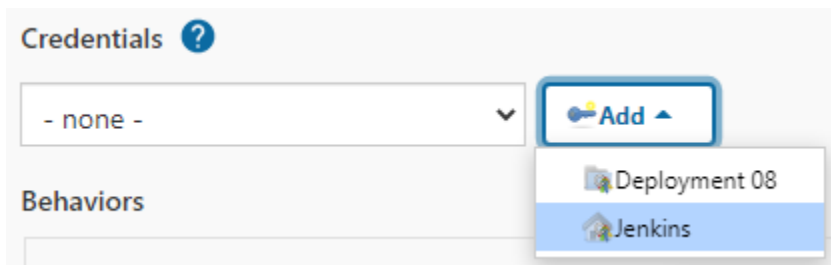 Credentials ?
- none -
Add
Deployment 08
Behaviors
Jenkins